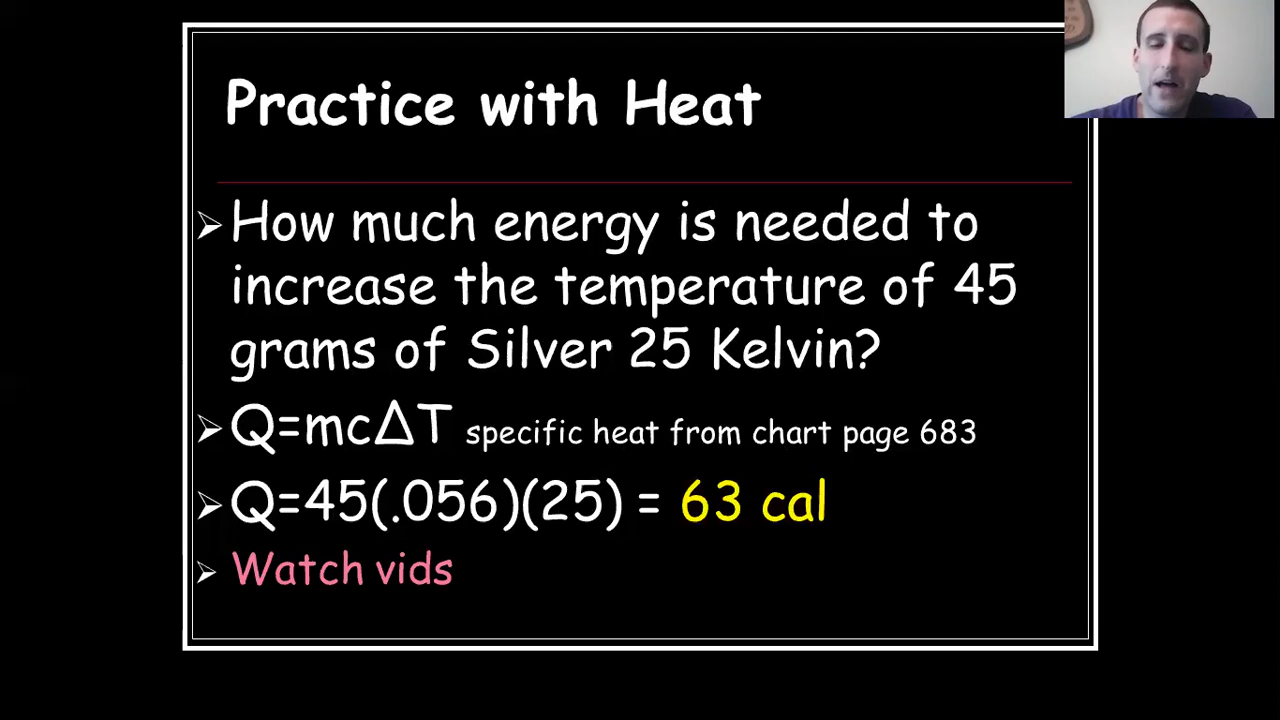 Practice with Heat
How much energy is needed to
increase the temperature of 45
grams of Silver 25 Kelvin?
Q=mcΔT specific heat from chart page 683
Q=45(.056)(25) = 63 cal
Watch vids